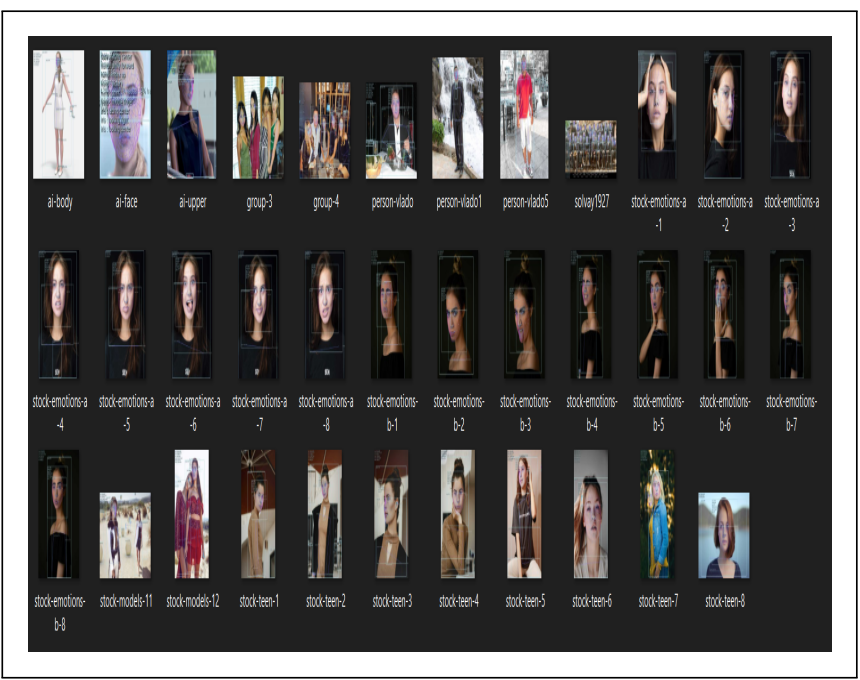 ai-body ai-face ai-upper group-3 group-4 person-vlado person-vlado1 person-vlado5 solvay1927 stock-emotions-a stock-emotions-a stock-emotions-a
-1 -2 -3
stock-emotions-a stock-emotions-a stock-emotions-a stock-emotions-a stock-emotions-a stock-emotions- stock-emotions- stock-emotions- stock-emotions- stock-emotions- stock-emotions- stock-emotions-
-4 -5 -6 -7 -8 b-1 b-2 b-3 b-4 b-5 b-6 b-7
stock-emotions- stock-models-11 stock-models-12 stock-teen-1 stock-teen-2 stock-teen-3 stock-teen-4 stock-teen-5 stock-teen-6 stock-teen-7 stock-teen-8
b-8